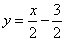 y = x/2 − 3/2